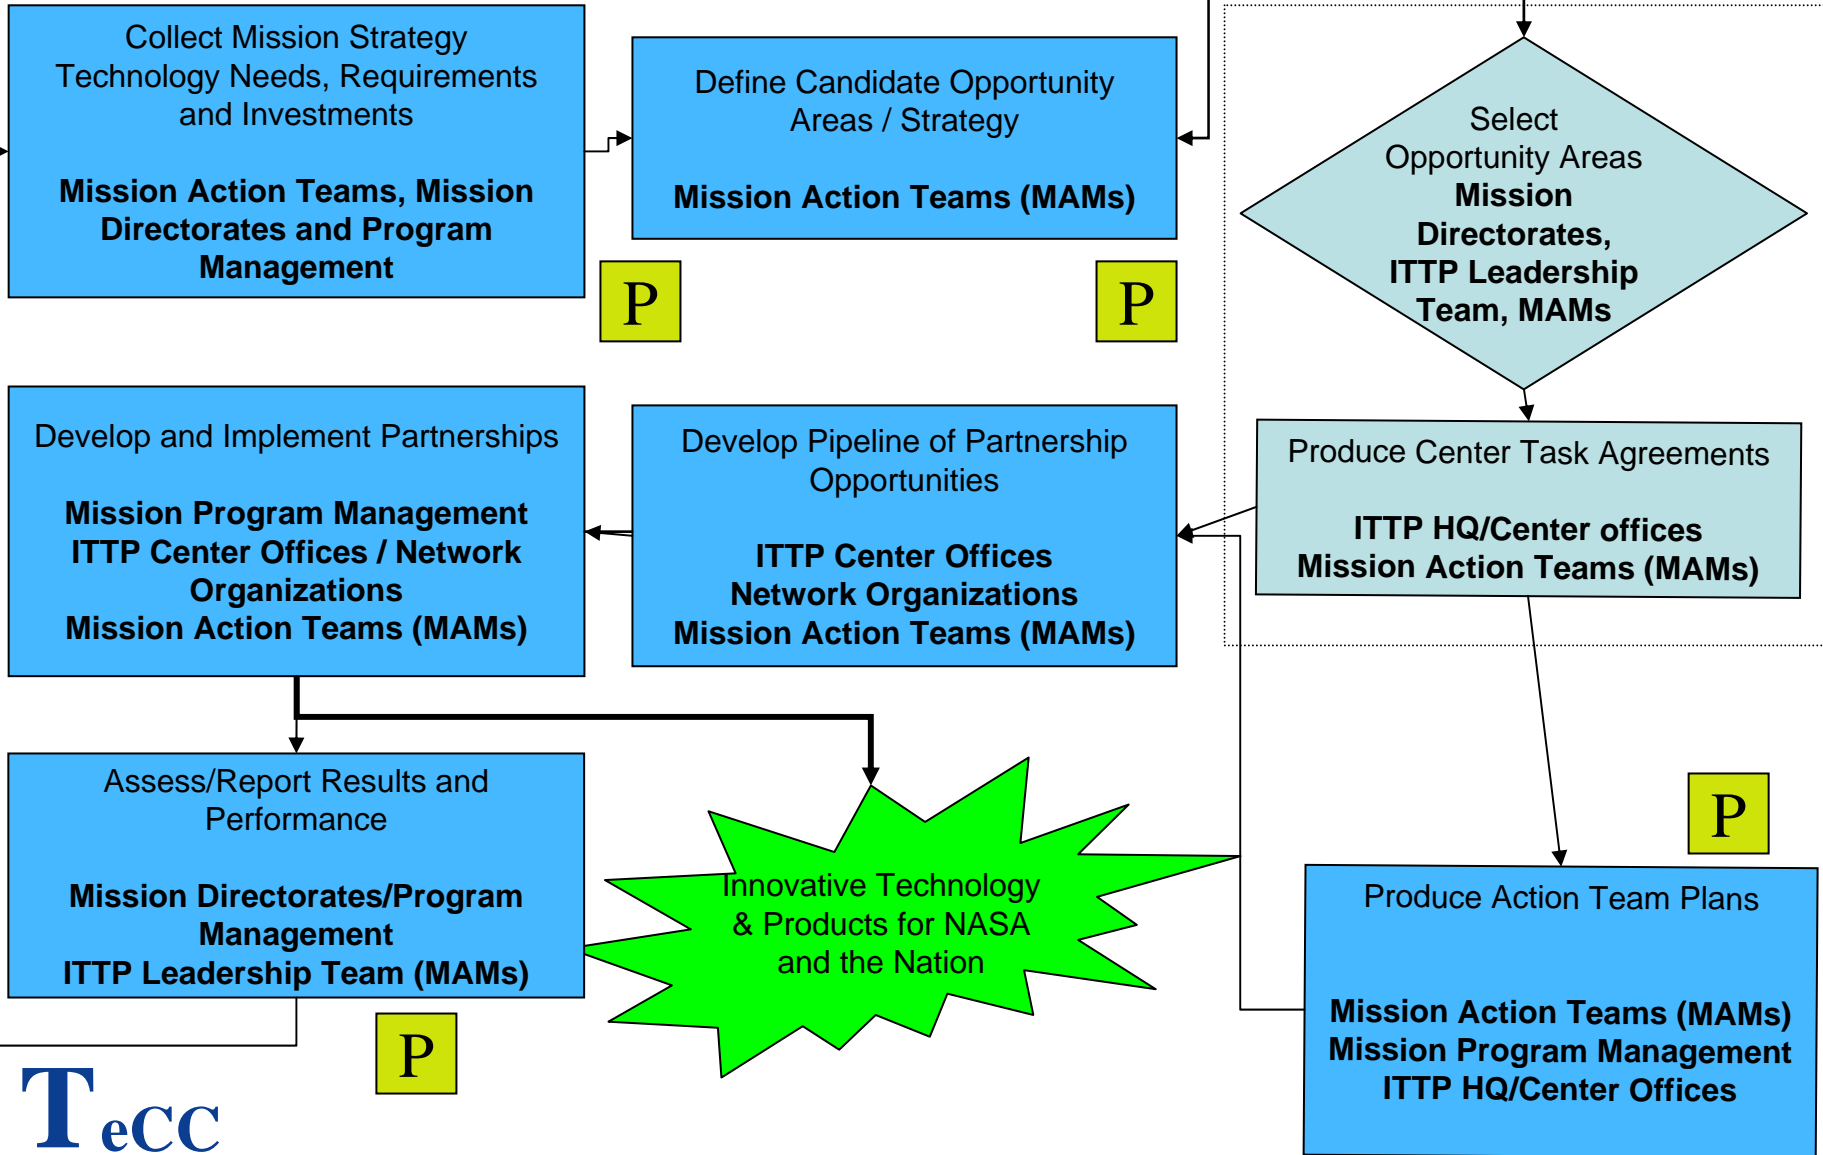 Collect Mission Strategy
Technology Needs, Requirements
and Investments
Mission Action Teams, Mission
Directorates and Program
Management
P
Define Candidate Opportunity
Areas / Strategy
Mission Action Teams (MAMs)
P
Select
Opportunity Areas
Mission
Directorates,
ITTP Leadership
Team, MAMs
Develop and Implement Partnerships
Mission Program Management
ITTP Center Offices / Network
Organizations
Mission Action Teams (MAMs)
Develop Pipeline of Partnership
Opportunities
ITTP Center Offices
Network Organizations
Mission Action Teams (MAMs)
Produce Center Task Agreements
ITTP HQ/Center offices
Mission Action Teams (MAMs)
Assess/Report Results and
Performance
Mission Directorates/Program
Management
ITTP Leadership Team (MAMs)
P
Innovative Technology
& Products for NASA
and the Nation
P
Produce Action Team Plans
Mission Action Teams (MAMs)
Mission Program Management
ITTP HQ/Center Offices
TeCC